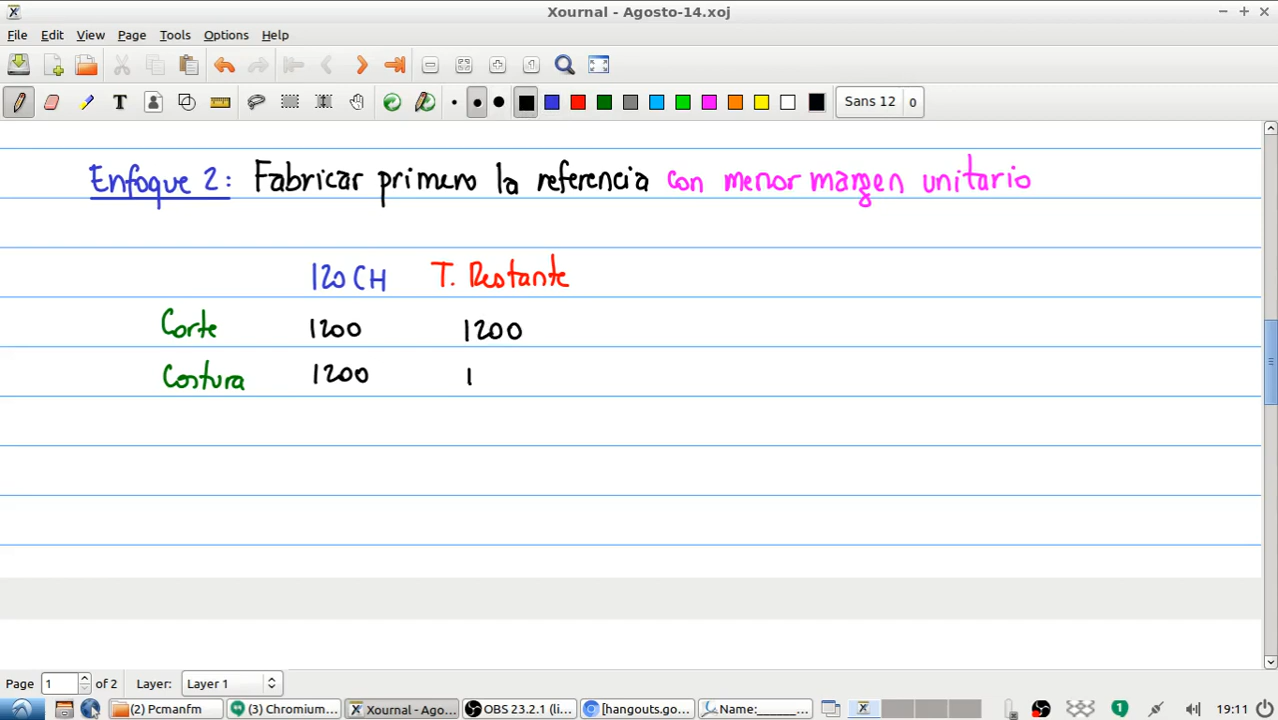 Xournal - Agosto-14.xoj
File Edit View Page Tools Options Help
Sans 12 0
Enfoque 2: Fabricar primero la referencia con menor margen unitario
120 CH T. Restante
Corte 1200 1200
Costura 1200 1
Page 1 of 2 Layer: Layer 1
(2) Pcmanfm (3) Chromium... Xournal - Ago... OBS 23.2.1 (li... [hangouts.go... Name:______... 1 19:11